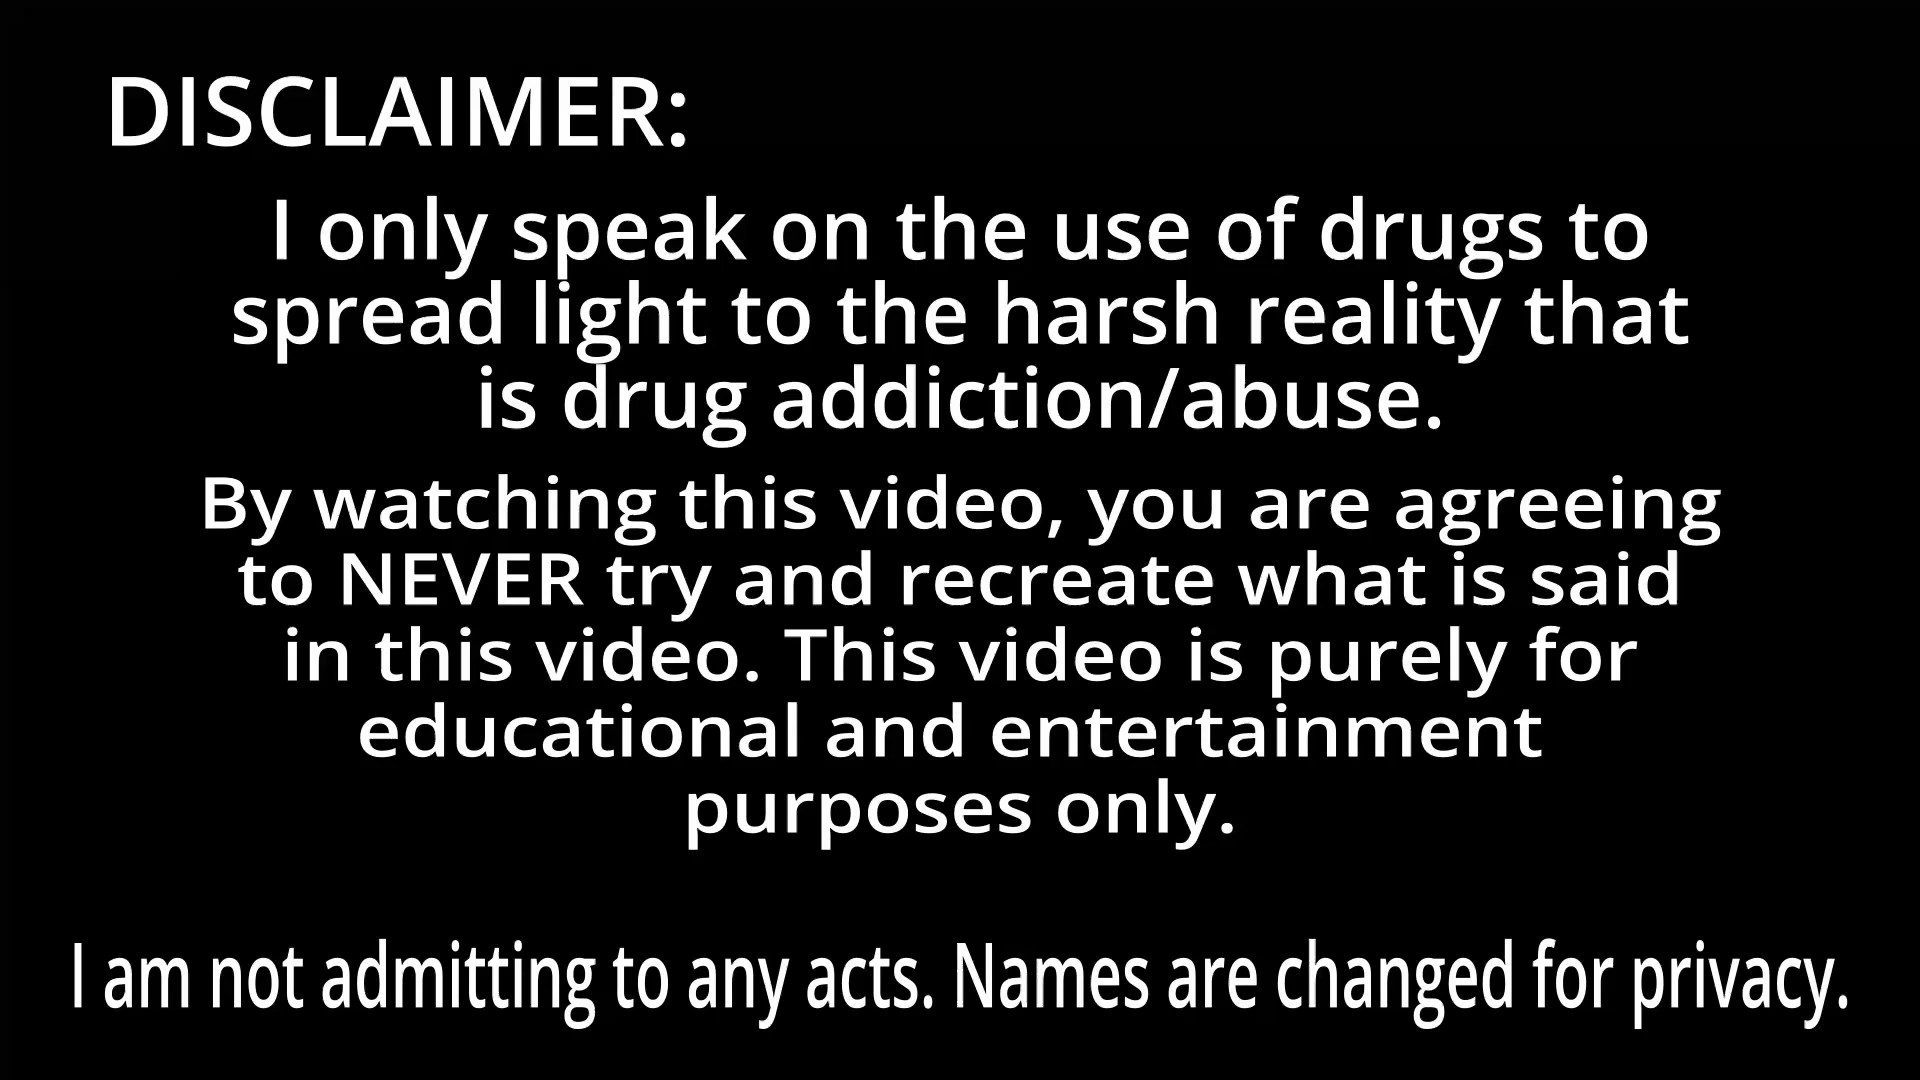 DISCLAIMER:
I only speak on the use of drugs to
spread light to the harsh reality that
is drug addiction/abuse.
By watching this video, you are agreeing
to NEVER try and recreate what is said
in this video. This video is purely for
educational and entertainment
purposes only.
I am not admitting to any acts. Names are changed for privacy.